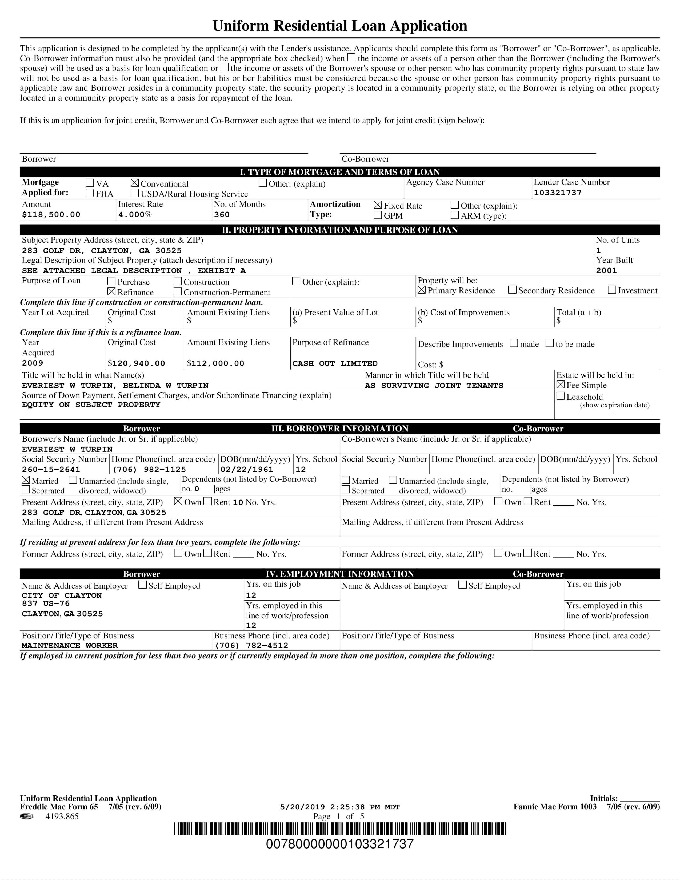 Uniform Residential Loan Application
This application is designed to be completed by the applicant(s) with the Lender's assistance. Applicants should complete this form as "Borrower" or "Co-Borrower", as applicable.
Co-Borrower information must also be provided (and the appropriate box checked) when the income or assets of a person other than the Borrower (including the Borrower's
spouse) will be used as a basis for loan qualification or the income or assets of the Borrower's spouse or other person who has community property rights pursuant to state law
will not be used as a basis for loan qualification, but his or her liabilities must be considered because the spouse or other person has community property rights pursuant to
applicable law and Borrower resides in a community property state, the security property is located in a community property state, or the Borrower is relying on other property
located in a community property state as a basis for repayment of the loan.
If this is an application for joint credit, Borrower and Co-Borrower each agree that we intend to apply for joint credit (sign below):
Borrower Co-Borrower
I. TYPE OF MORTGAGE AND TERMS OF LOAN
Mortgage VA Conventional Other: (explain) Agency Case Number Lender Case Number
Applied for: FHA USDA/Rural Housing Service 103321737
Amount Interest Rate No. of Months Amortization Fixed Rate Other (explain):
$118,500.00 4.000% 360 Type: GPM ARM (type):
II. PROPERTY INFORMATION AND PURPOSE OF LOAN
Subject Property Address (street, city, state & ZIP) No. of Units
283 GOLF DR, CLAYTON, GA 30525 1
Legal Description of Subject Property (attach description if necessary) Year Built
SEE ATTACHED LEGAL DESCRIPTION , EXHIBIT A 2001
Purpose of Loan Purchase Construction Other (explain): Property will be:
Refinance Construction-Permanent Primary Residence Secondary Residence Investment
Complete this line if construction or construction-permanent loan.
Year Lot Acquired Original Cost Amount Existing Liens (a) Present Value of Lot (b) Cost of Improvements Total (a + b)
$ $ $ $ $
Complete this line if this is a refinance loan.
Year Original Cost Amount Existing Liens Purpose of Refinance Describe Improvements made to be made
Acquired
2009 $120,940.00 $112,000.00 CASH OUT LIMITED Cost: $
Title will be held in what Name(s) Manner in which Title will be held Estate will be held in:
EVERIEST W TURPIN, BELINDA W TURPIN AS SURVIVING JOINT TENANTS Fee Simple
Source of Down Payment, Settlement Charges, and/or Subordinate Financing (explain) Leasehold
EQUITY ON SUBJECT PROPERTY (show expiration date)
Borrower III. BORROWER INFORMATION Co-Borrower
Borrower's Name (include Jr. or Sr. if applicable) Co-Borrower's Name (include Jr. or Sr. if applicable)
EVERIEST W TURPIN
Social Security Number Home Phone(incl. area code) DOB(mm/dd/yyyy) Yrs. School Social Security Number Home Phone(incl. area code) DOB(mm/dd/yyyy) Yrs. School
260-15-2641 (706) 982-1125 02/22/1961 12
Married Unmarried (include single, Dependents (not listed by Co-Borrower) Married Unmarried (include single, Dependents (not listed by Borrower)
Separated divorced, widowed) no. 0 ages Separated divorced, widowed) no. ages
Present Address (street, city, state, ZIP) Own Rent 10 No. Yrs. Present Address (street, city, state, ZIP) Own Rent No. Yrs.
283 GOLF DR, CLAYTON, GA 30525
Mailing Address, if different from Present Address Mailing Address, if different from Present Address
If residing at present address for less than two years, complete the following:
Former Address (street, city, state, ZIP) Own Rent No. Yrs. Former Address (street, city, state, ZIP) Own Rent No. Yrs.
Borrower IV. EMPLOYMENT INFORMATION Co-Borrower
Name & Address of Employer Self Employed Yrs. on this job Name & Address of Employer Self Employed Yrs. on this job
CITY OF CLAYTON 12
837 US-76 Yrs. employed in this Yrs. employed in this
CLAYTON, GA 30525 line of work/profession line of work/profession
12
Position/Title/Type of Business Business Phone (incl. area code) Position/Title/Type of Business Business Phone (incl. area code)
MAINTENANCE WORKER (706) 782-4512
If employed in current position for less than two years or if currently employed in more than one position, complete the following:
Uniform Residential Loan Application Initials:
Freddie Mac Form 65 7/05 (rev. 6/09) 5/20/2019 2:25:38 PM MDT Fannie Mae Form 1003 7/05 (rev. 6/09)
4193.865 Page 1 of 5
0078000000103321737